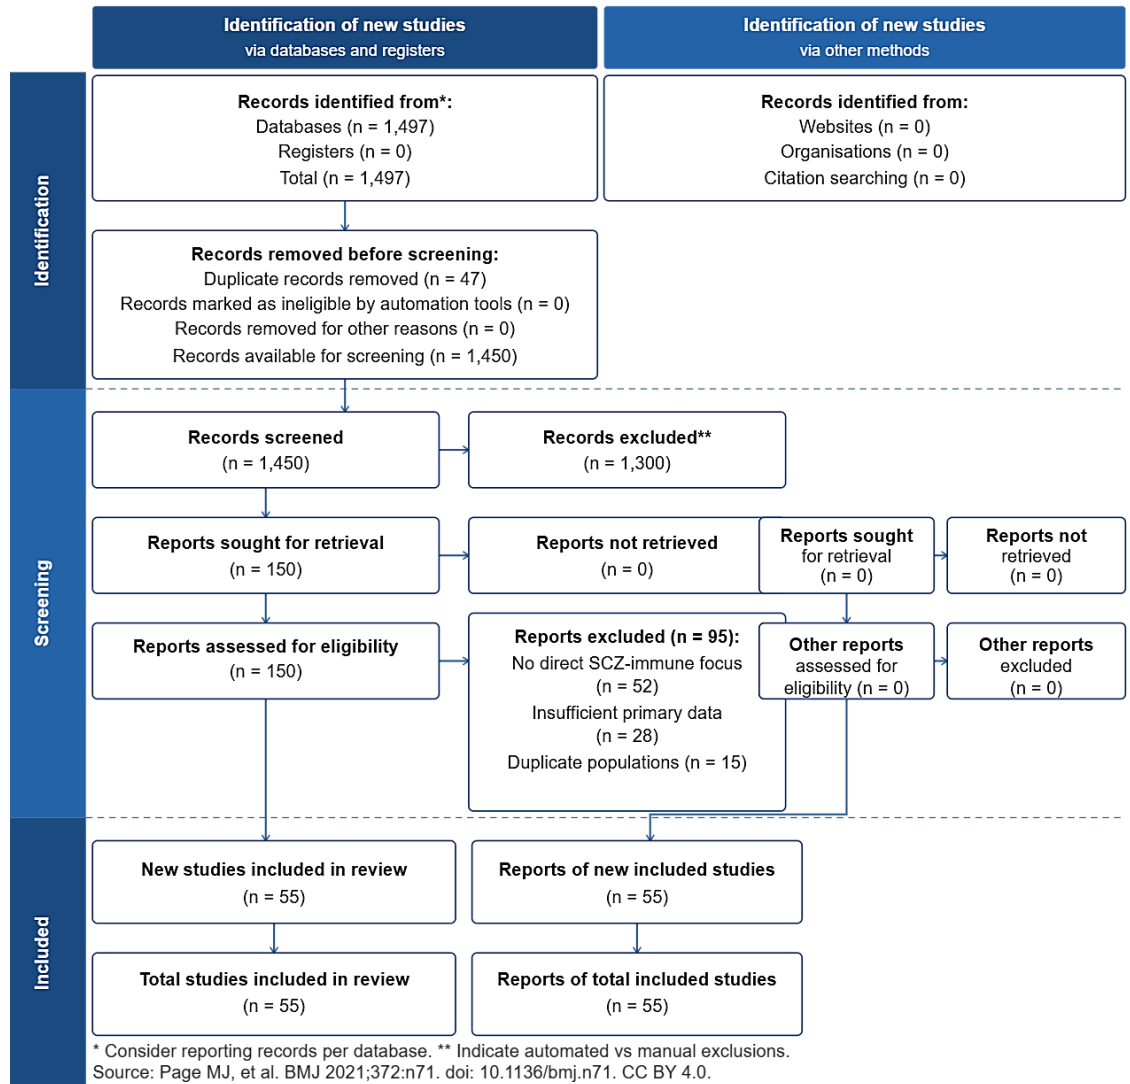 Identification of new studies
via databases and registers
Identification of new studies
via other methods
Identification
Records identified from*:
Databases (n = 1,497)
Registers (n = 0)
Total (n = 1,497)
Records identified from:
Websites (n = 0)
Organisations (n = 0)
Citation searching (n = 0)
Records removed before screening:
Duplicate records removed (n = 47)
Records marked as ineligible by automation tools (n = 0)
Records removed for other reasons (n = 0)
Records available for screening (n = 1,450)
Screening
Records screened
(n = 1,450)
Records excluded**
(n = 1,300)
Reports sought for retrieval
(n = 150)
Reports not retrieved
(n = 0)
Reports sought
for retrieval
(n = 0)
Reports not
retrieved
(n = 0)
Reports assessed for eligibility
(n = 150)
Reports excluded (n = 95):
No direct SCZ-immune focus
(n = 52)
Insufficient primary data
(n = 28)
Duplicate populations (n = 15)
Other reports
assessed for
eligibility (n = 0)
Other reports
excluded
(n = 0)
Included
New studies included in review
(n = 55)
Reports of new included studies
(n = 55)
Total studies included in review
(n = 55)
Reports of total included studies
(n = 55)
* Consider reporting records per database. ** Indicate automated vs manual exclusions.
Source: Page MJ, et al. BMJ 2021;372:n71. doi: 10.1136/bmj.n71. CC BY 4.0.